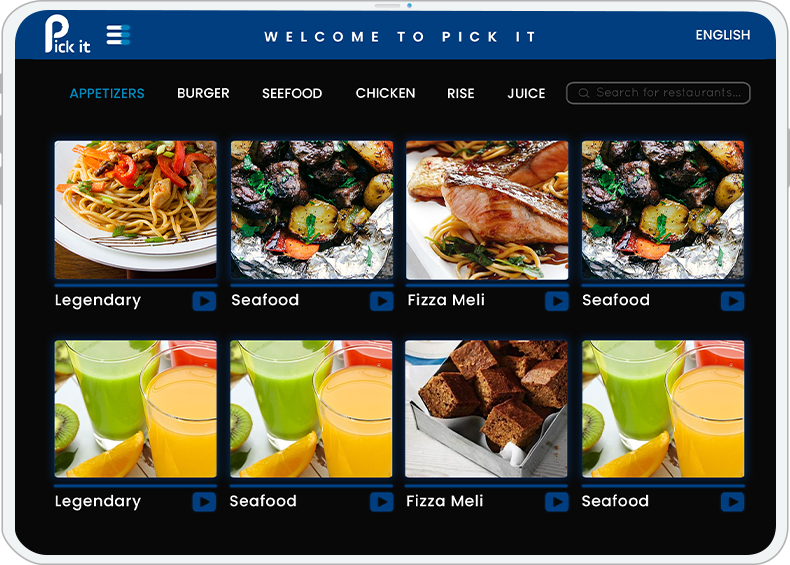 Pick it
WELCOME TO PICK IT
ENGLISH
APPETIZERS BURGER SEEFOOD CHICKEN RISE JUICE Search for restaurants...
Legendary Seafood Fizza Meli Seafood
Legendary Seafood Fizza Meli Seafood